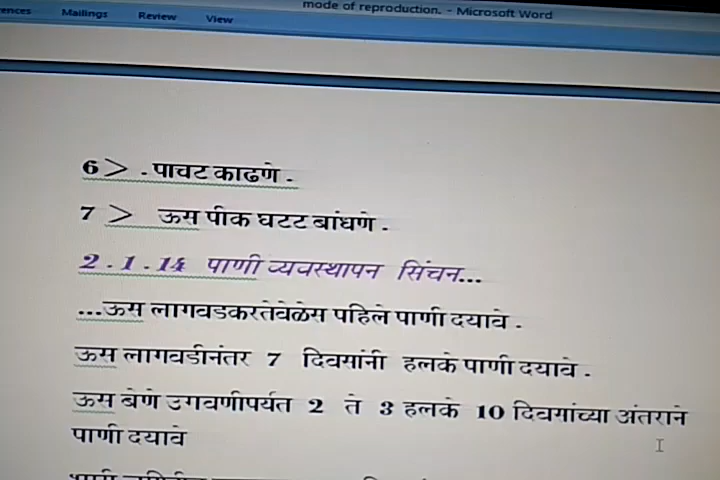 mode of reproduction. - Microsoft Word
ences Mailings Review View
6 > . पाचट काढणे .
7 > ऊस पीक घटट बांधणे .
2 . 1 . 14 पाणी व्यवस्थापन सिंचन...
...ऊस लागवडकरतेवेळेस पहिले पाणी दयावे .
ऊस लागवडीनंतर 7 दिवसांनी हलके पाणी दयावे .
ऊस बेणे उगवणीपर्यंत 2 ते 3 हलके 10 दिवसांच्या अंतराने
पाणी दयावे